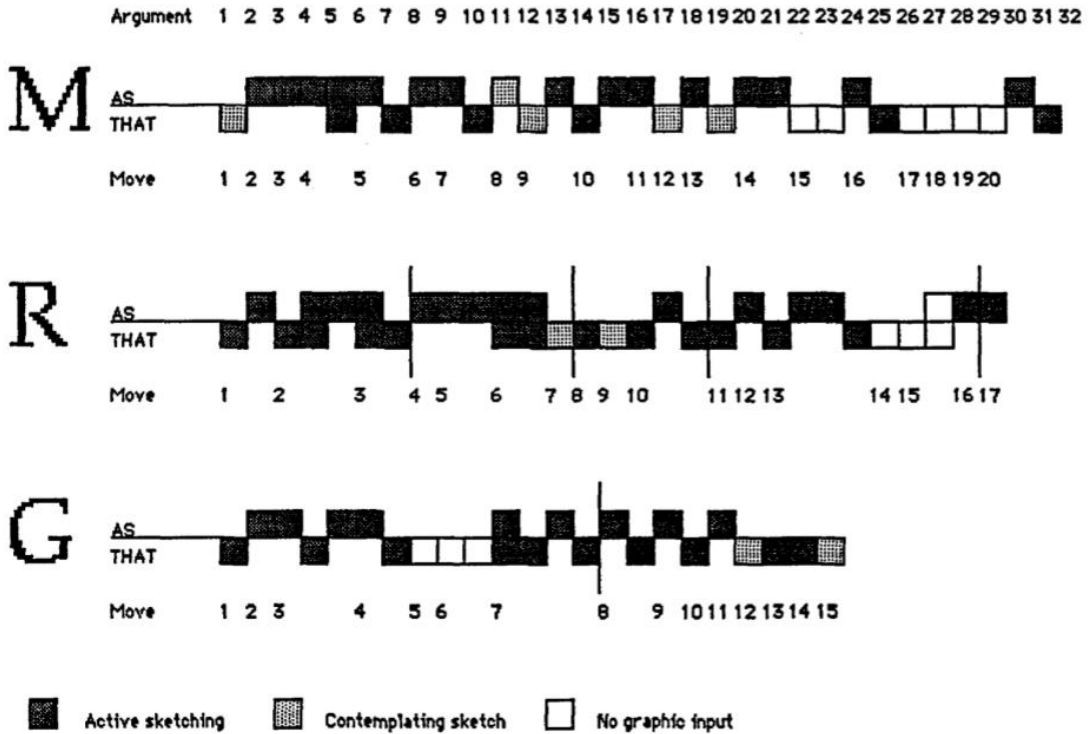 Argument 1 2 3 4 5 6 7 8 9 10 11 12 13 14 15 16 17 18 19 20 21 22 23 24 25 26 27 28 29 30 31 32
M
AS
THAT
Move 1 2 3 4 5 6 7 8 9 10 11 12 13 14 15 16 17 18 19 20
R
AS
THAT
Move 1 2 3 4 5 6 7 8 9 10 11 12 13 14 15 16 17
G
AS
THAT
Move 1 2 3 4 5 6 7 8 9 10 11 12 13 14 15
Active sketching Contemplating sketch No graphic input